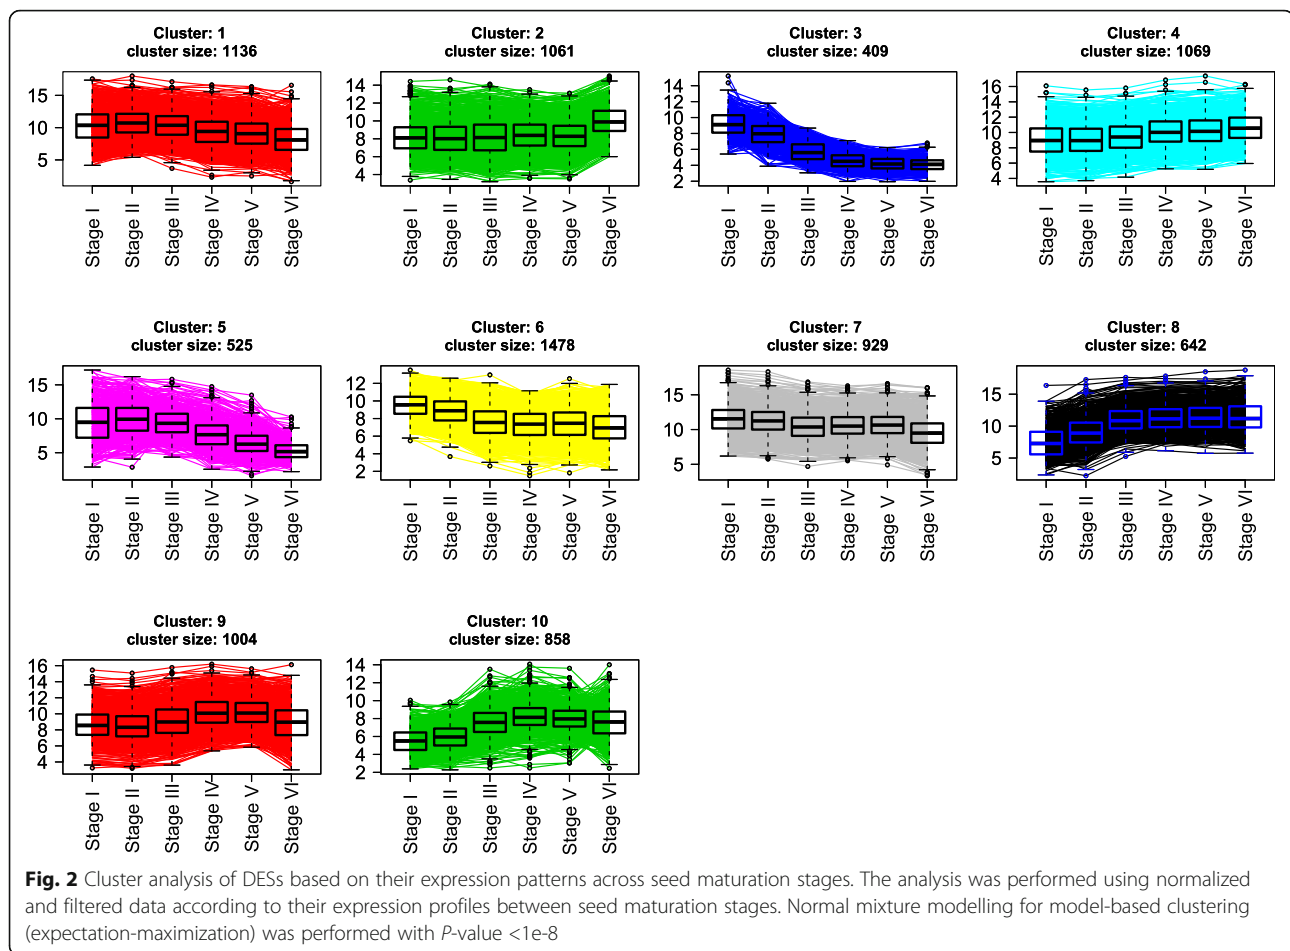 Cluster: 1
cluster size: 1136
15
10
5
Stage I
Stage II
Stage III
Stage IV
Stage V
Stage VI
Cluster: 2
cluster size: 1061
14
12
10
8
6
4
Stage I
Stage II
Stage III
Stage IV
Stage V
Stage VI
Cluster: 3
cluster size: 409
14
12
10
8
6
4
2
Stage I
Stage II
Stage III
Stage IV
Stage V
Stage VI
Cluster: 4
cluster size: 1069
16
14
12
10
8
6
4
Stage I
Stage II
Stage III
Stage IV
Stage V
Stage VI
Cluster: 5
cluster size: 525
15
10
5
Stage I
Stage II
Stage III
Stage IV
Stage V
Stage VI
Cluster: 6
cluster size: 1478
12
10
8
6
4
2
Stage I
Stage II
Stage III
Stage IV
Stage V
Stage VI
Cluster: 7
cluster size: 929
15
10
5
Stage I
Stage II
Stage III
Stage IV
Stage V
Stage VI
Cluster: 8
cluster size: 642
15
10
5
Stage I
Stage II
Stage III
Stage IV
Stage V
Stage VI
Cluster: 9
cluster size: 1004
16
14
12
10
8
6
4
Stage I
Stage II
Stage III
Stage IV
Stage V
Stage VI
Cluster: 10
cluster size: 858
14
12
10
8
6
4
2
Stage I
Stage II
Stage III
Stage IV
Stage V
Stage VI
Fig. 2 Cluster analysis of DESs based on their expression patterns across seed maturation stages. The analysis was performed using normalized
and filtered data according to their expression profiles between seed maturation stages. Normal mixture modelling for model-based clustering
(expectation-maximization) was performed with P-value <1e-8